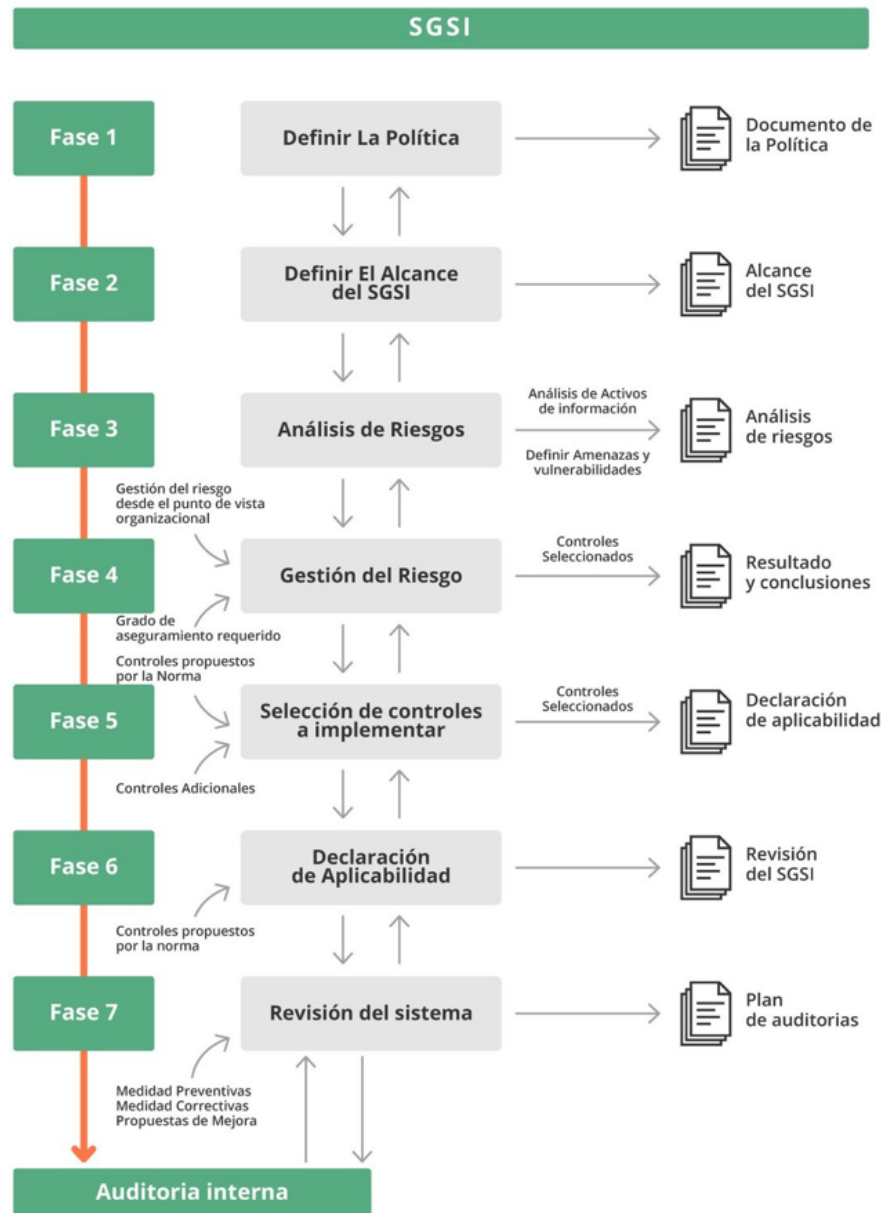 SGSI
Fase 1
Definir La Política
Documento de
la Política
Fase 2
Definir El Alcance
del SGSI
Alcance
del SGSI
Fase 3
Análisis de Riesgos
Análisis de Activos
de información
Definir Amenazas y
vulnerabilidades
Análisis
de riesgos
Gestión del riesgo
desde el punto de vista
organizacional
Fase 4
Gestión del Riesgo
Controles
Seleccionados
Resultado
y conclusiones
Grado de
aseguramiento requerido
Controles propuestos
por la Norma
Fase 5
Selección de controles
a implementar
Controles
Seleccionados
Declaración
de aplicabilidad
Controles Adicionales
Fase 6
Declaración
de Aplicabilidad
Revisión
del SGSI
Controles propuestos
por la norma
Fase 7
Revisión del sistema
Plan
de auditorias
Medidad Preventivas
Medidad Correctivas
Propuestas de Mejora
Auditoria interna